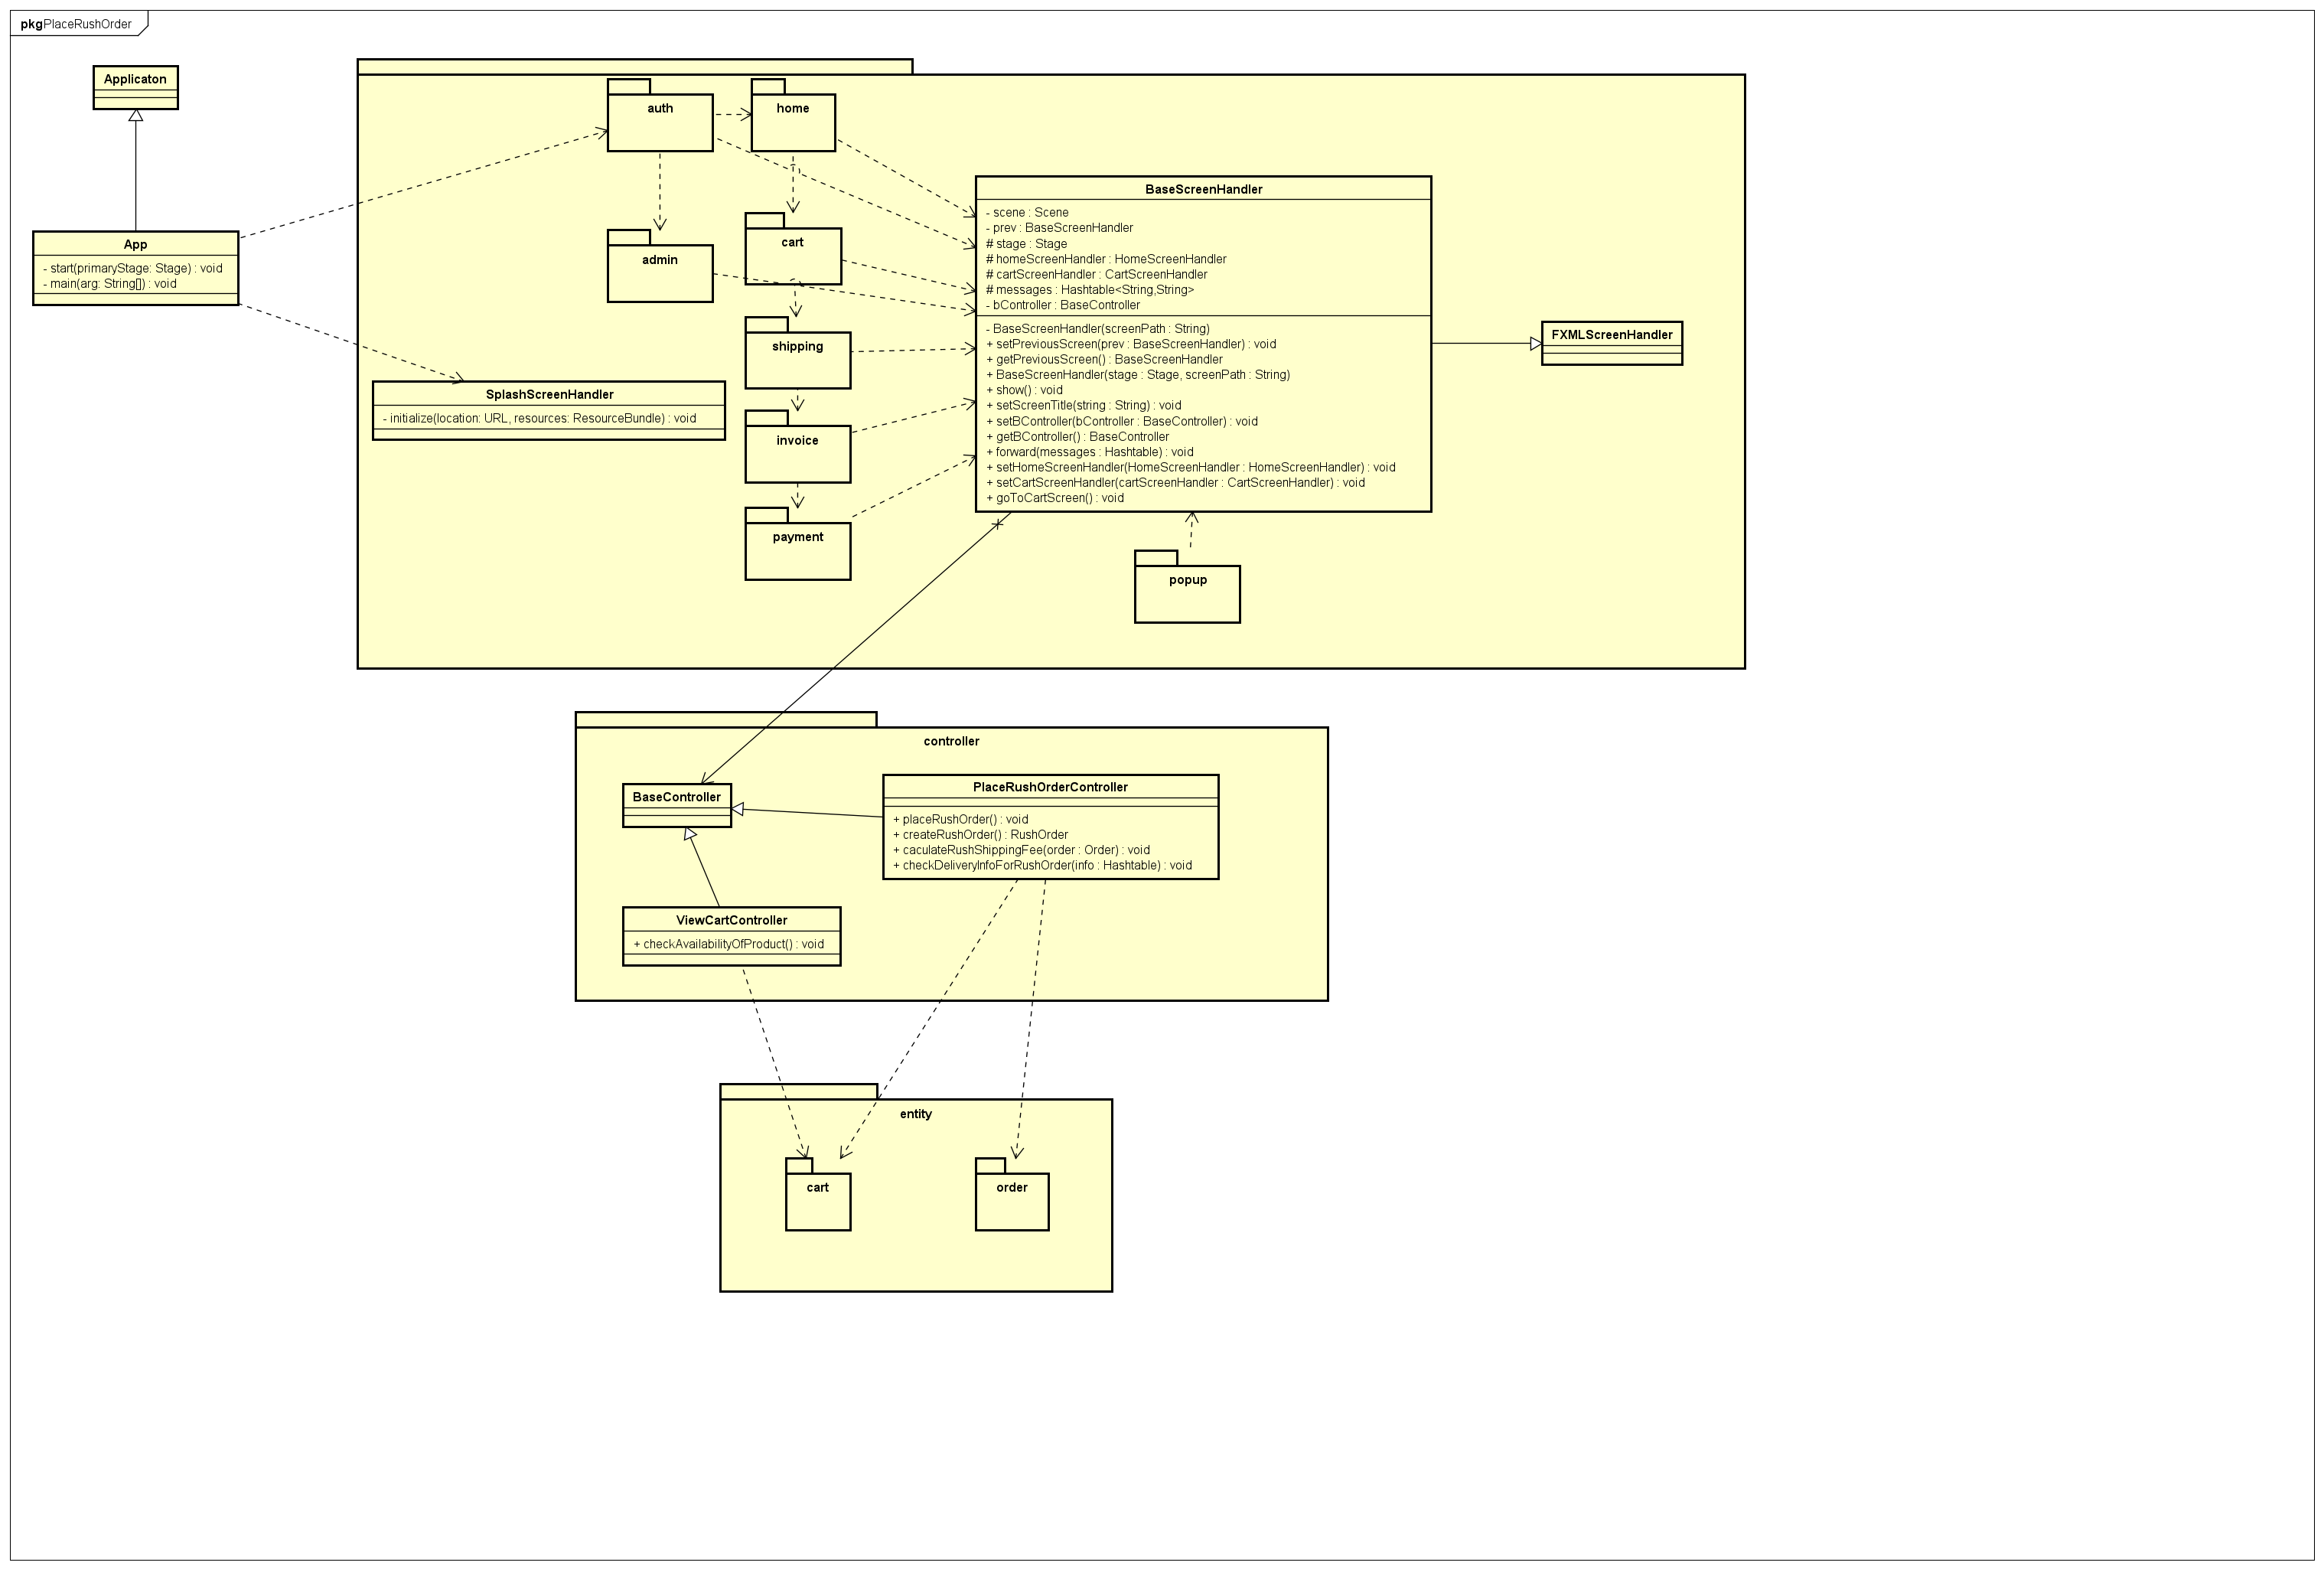 pkg PlaceRushOrder
Applicaton
App
- start(primaryStage: Stage) : void
- main(arg: String[]) : void
auth
home
admin
cart
shipping
invoice
payment
SplashScreenHandler
- initialize(location: URL, resources: ResourceBundle) : void
BaseScreenHandler
- scene : Scene
- prev : BaseScreenHandler
# stage : Stage
# homeScreenHandler : HomeScreenHandler
# cartScreenHandler : CartScreenHandler
# messages : Hashtable<String,String>
- bController : BaseController
- BaseScreenHandler(screenPath : String)
+ setPreviousScreen(prev : BaseScreenHandler) : void
+ getPreviousScreen() : BaseScreenHandler
+ BaseScreenHandler(stage : Stage, screenPath : String)
+ show() : void
+ setScreenTitle(string : String) : void
+ setBController(bController : BaseController) : void
+ getBController() : BaseController
+ forward(messages : Hashtable) : void
+ setHomeScreenHandler(HomeScreenHandler : HomeScreenHandler) : void
+ setCartScreenHandler(cartScreenHandler : CartScreenHandler) : void
+ goToCartScreen() : void
FXMLScreenHandler
popup
controller
BaseController
PlaceRushOrderController
+ placeRushOrder() : void
+ createRushOrder() : RushOrder
+ caculateRushShippingFee(order : Order) : void
+ checkDeliveryInfoForRushOrder(info : Hashtable) : void
ViewCartController
+ checkAvailabilityOfProduct() : void
entity
cart
order